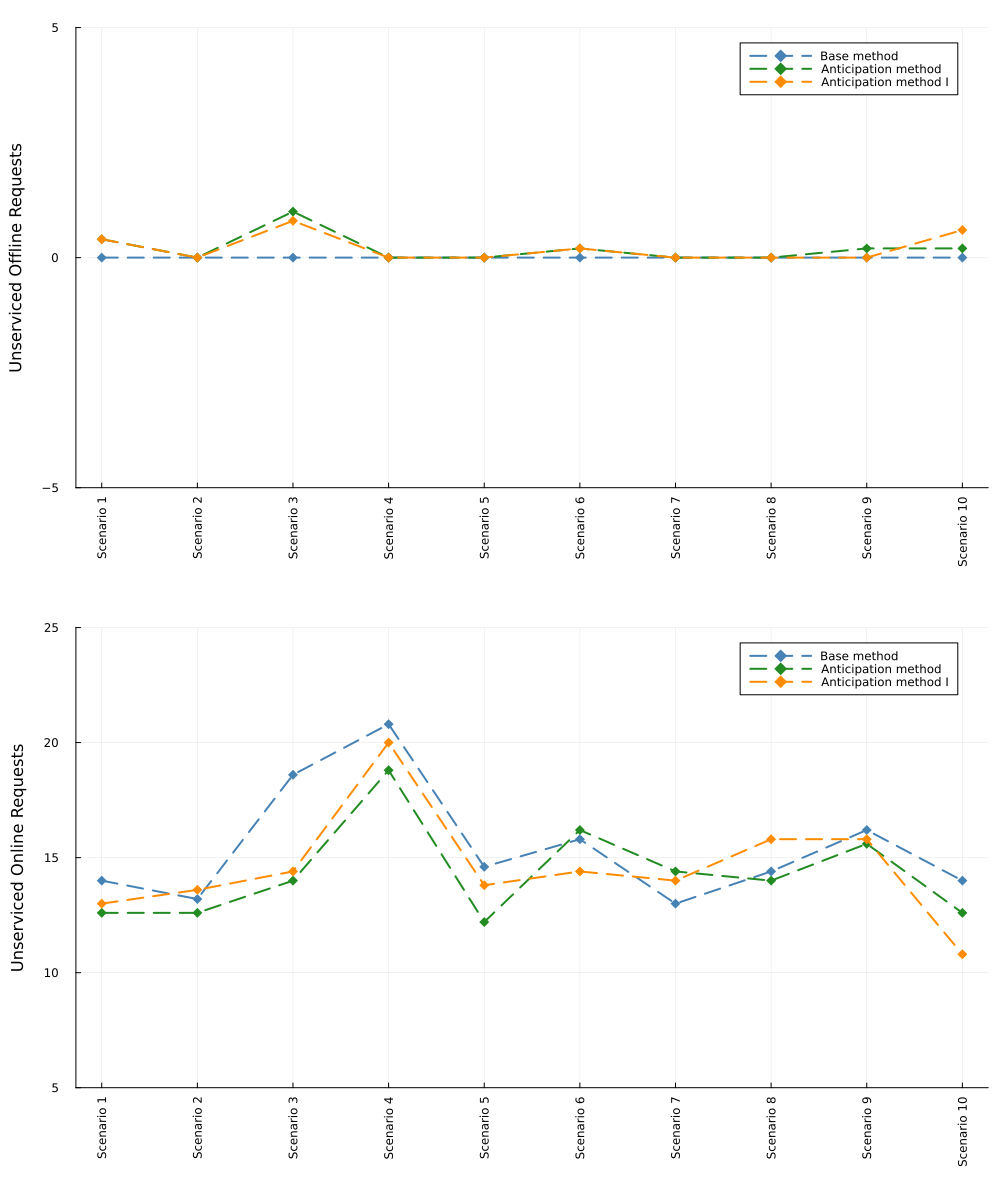 5
0
−5
Unserviced Offline Requests
Base method
Anticipation method
Anticipation method I
Scenario 1
Scenario 2
Scenario 3
Scenario 4
Scenario 5
Scenario 6
Scenario 7
Scenario 8
Scenario 9
Scenario 10
25
20
15
10
5
Unserviced Online Requests
Base method
Anticipation method
Anticipation method I
Scenario 1
Scenario 2
Scenario 3
Scenario 4
Scenario 5
Scenario 6
Scenario 7
Scenario 8
Scenario 9
Scenario 10